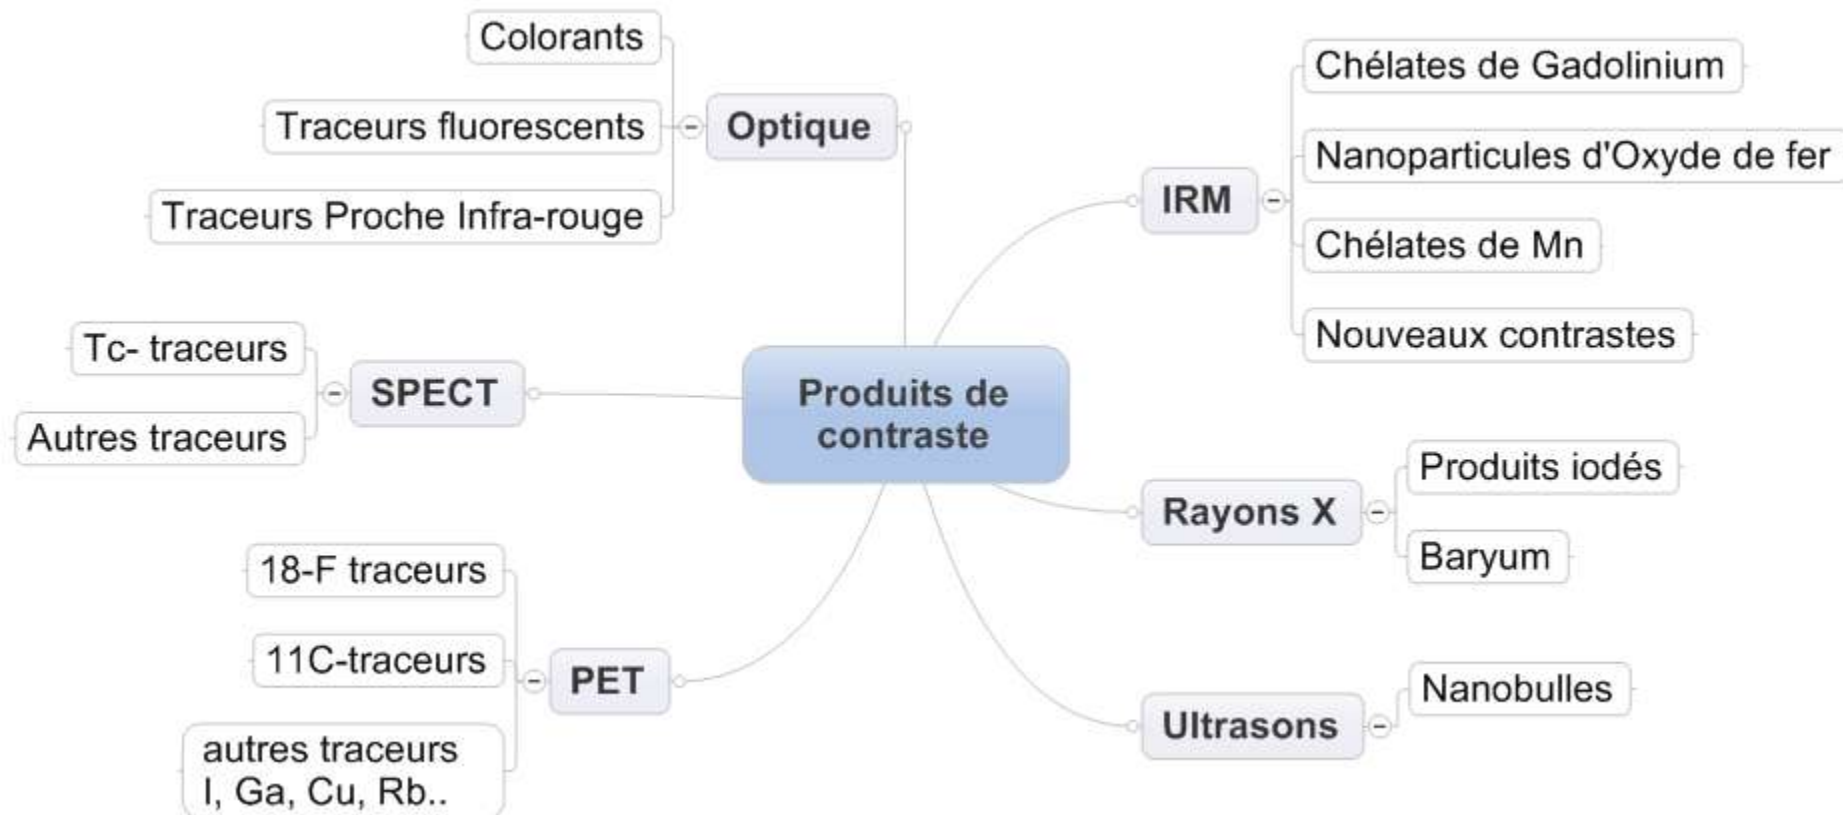 Produits de
contraste
Optique
Colorants
Traceurs fluorescents
Traceurs Proche Infra-rouge
SPECT
Tc- traceurs
Autres traceurs
PET
18-F traceurs
11C-traceurs
autres traceurs
I, Ga, Cu, Rb..
IRM
Chélates de Gadolinium
Nanoparticules d'Oxyde de fer
Chélates de Mn
Nouveaux contrastes
Rayons X
Produits iodés
Baryum
Ultrasons
Nanobulles